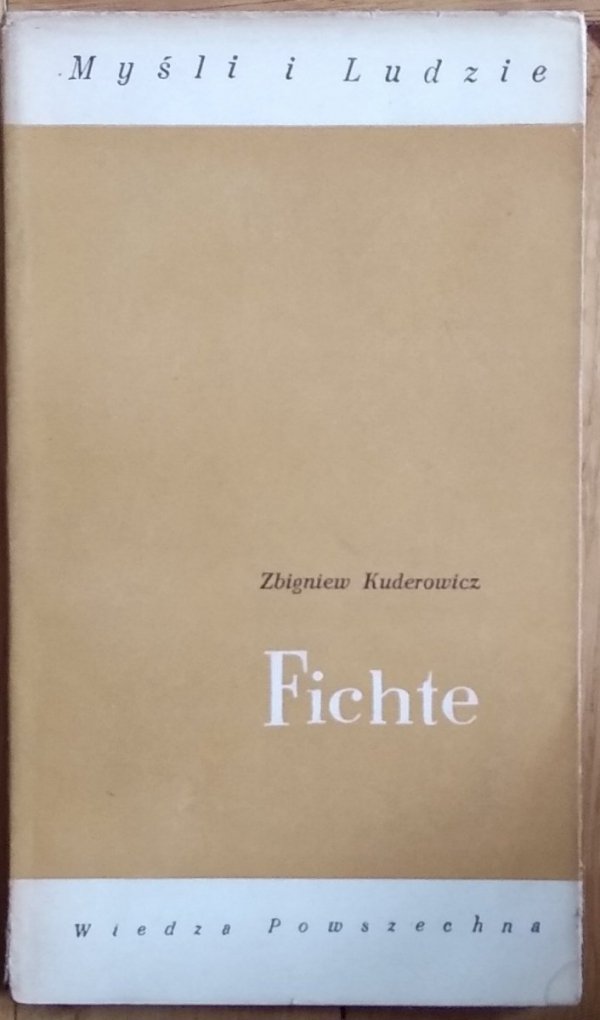 Myśli i Ludzie
Zbigniew Kuderowicz
Fichte
Wiedza Powszechna